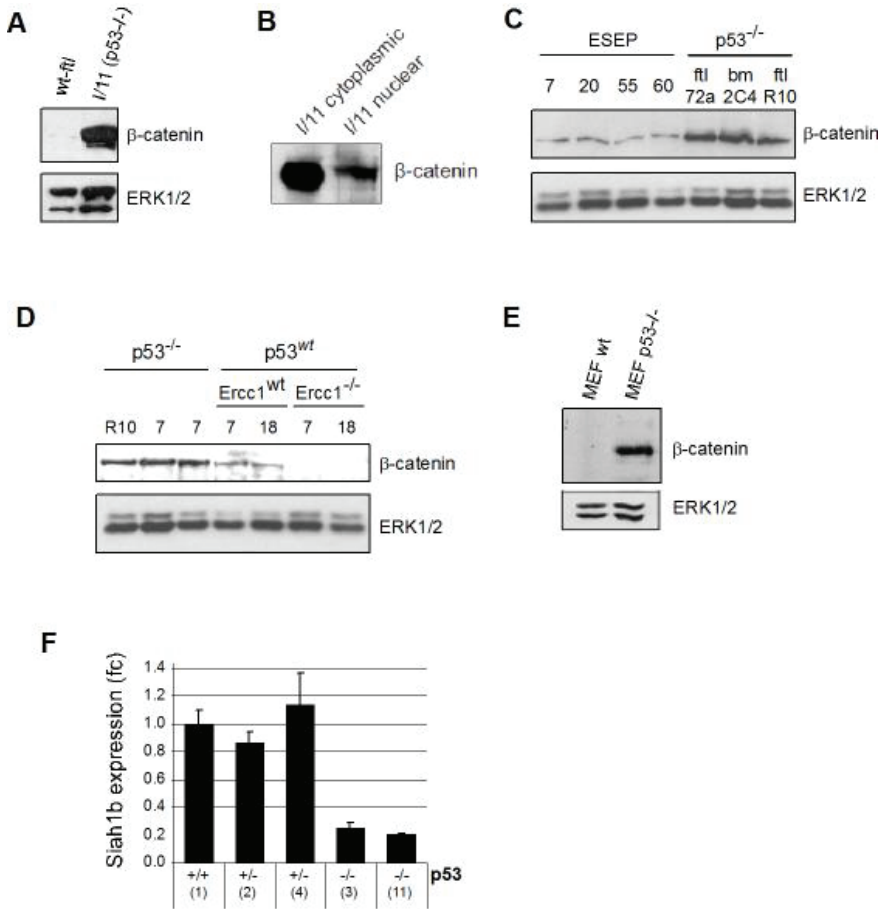 A
wt-ftl
I/11 (p53-/-)
β-catenin
ERK1/2
B
I/11 cytoplasmic
I/11 nuclear
β-catenin
C
ESEP
p53-/-
7 20 55 60 ftl 72a bm 2C4 ftl R10
β-catenin
ERK1/2
D
p53-/-
p53wt
Ercc1wt
Ercc1-/-
R10 7 7 7 18 7 18
β-catenin
ERK1/2
E
MEF wt
MEF p53-/-
β-catenin
ERK1/2
F
Siah1b expression (fc)
1.4
1.2
1.0
0.8
0.6
0.4
0.2
0.0
+/+ +/- +/- -/- -/- p53
(1) (2) (4) (3) (11)